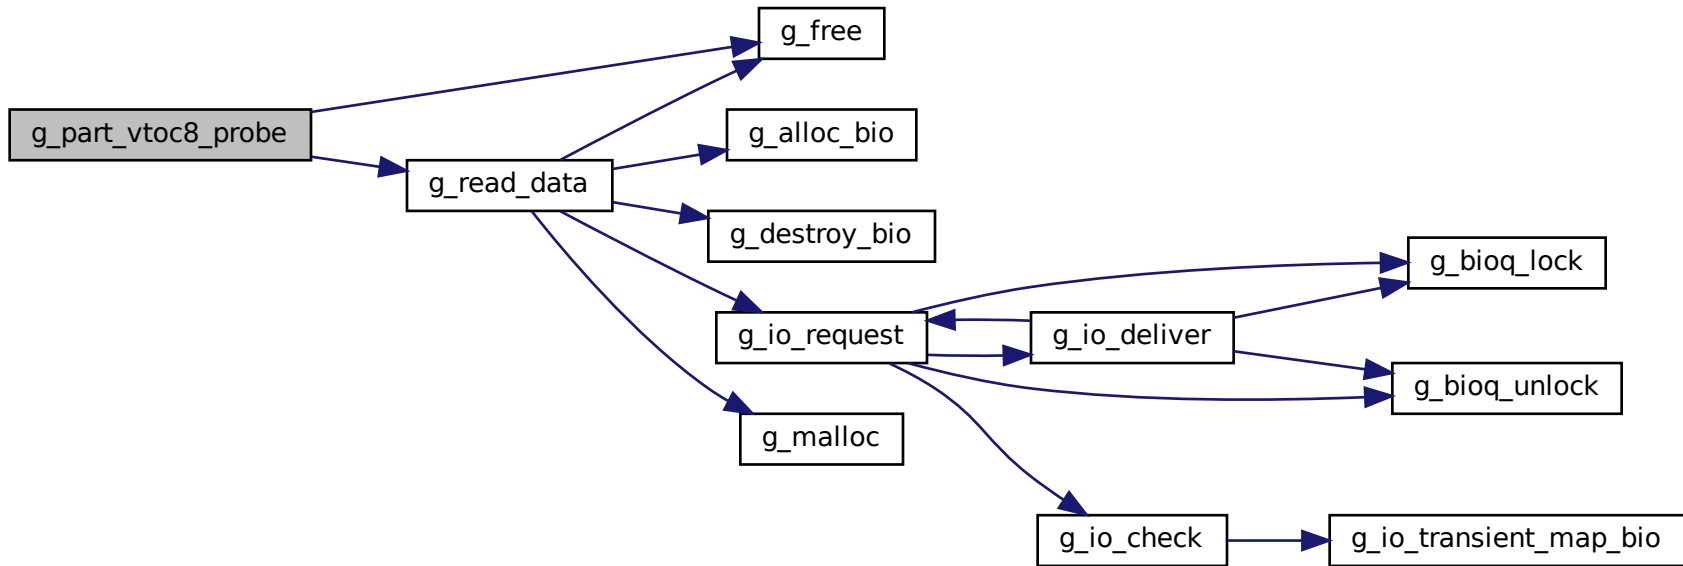 g_free
g_part_vtoc8_probe
g_alloc_bio
g_read_data
g_destroy_bio
g_bioq_lock
g_io_request
g_io_deliver
g_bioq_unlock
g_malloc
g_io_check
g_io_transient_map_bio